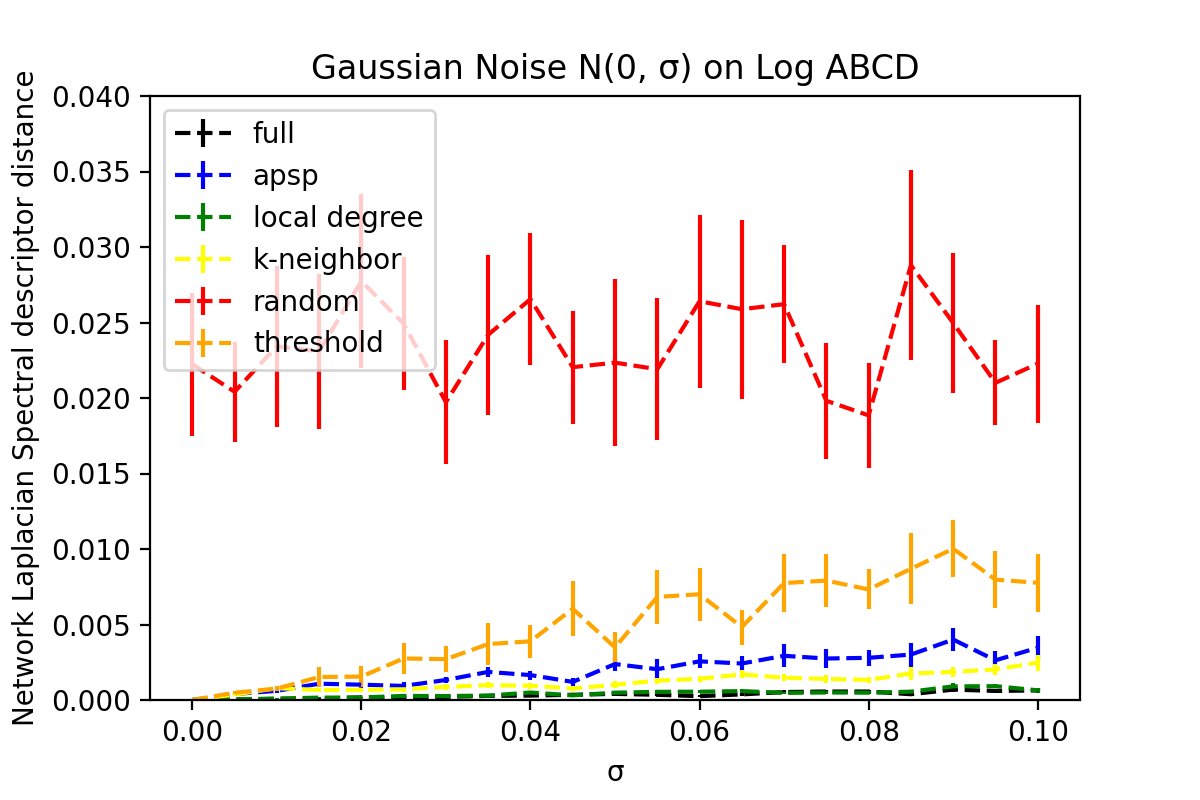 Gaussian Noise N(0, σ) on Log ABCD
Network Laplacian Spectral descriptor distance
0.040
0.035
0.030
0.025
0.020
0.015
0.010
0.005
0.000
full
apsp
local degree
k-neighbor
random
threshold
0.00 0.02 0.04 0.06 0.08 0.10
σ